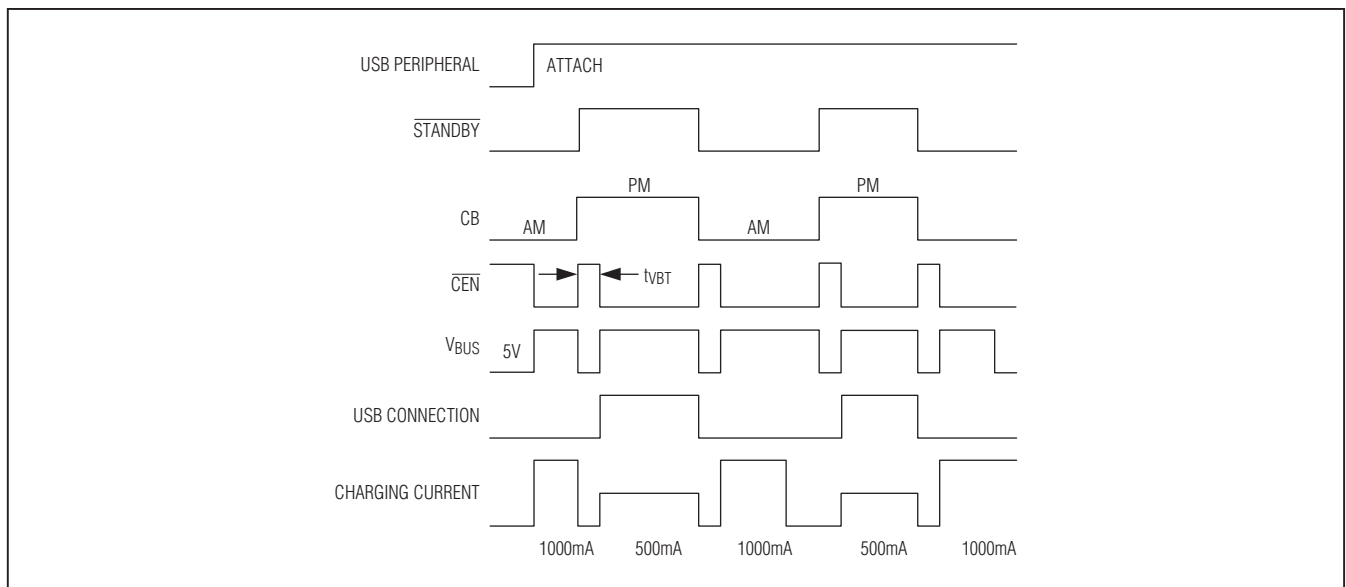 USB PERIPHERAL
ATTACH
STANDBY
PM
PM
CB
AM
AM
CEN
tVBT
VBUS
5V
USB CONNECTION
CHARGING CURRENT
1000mA
500mA
1000mA
500mA
1000mA